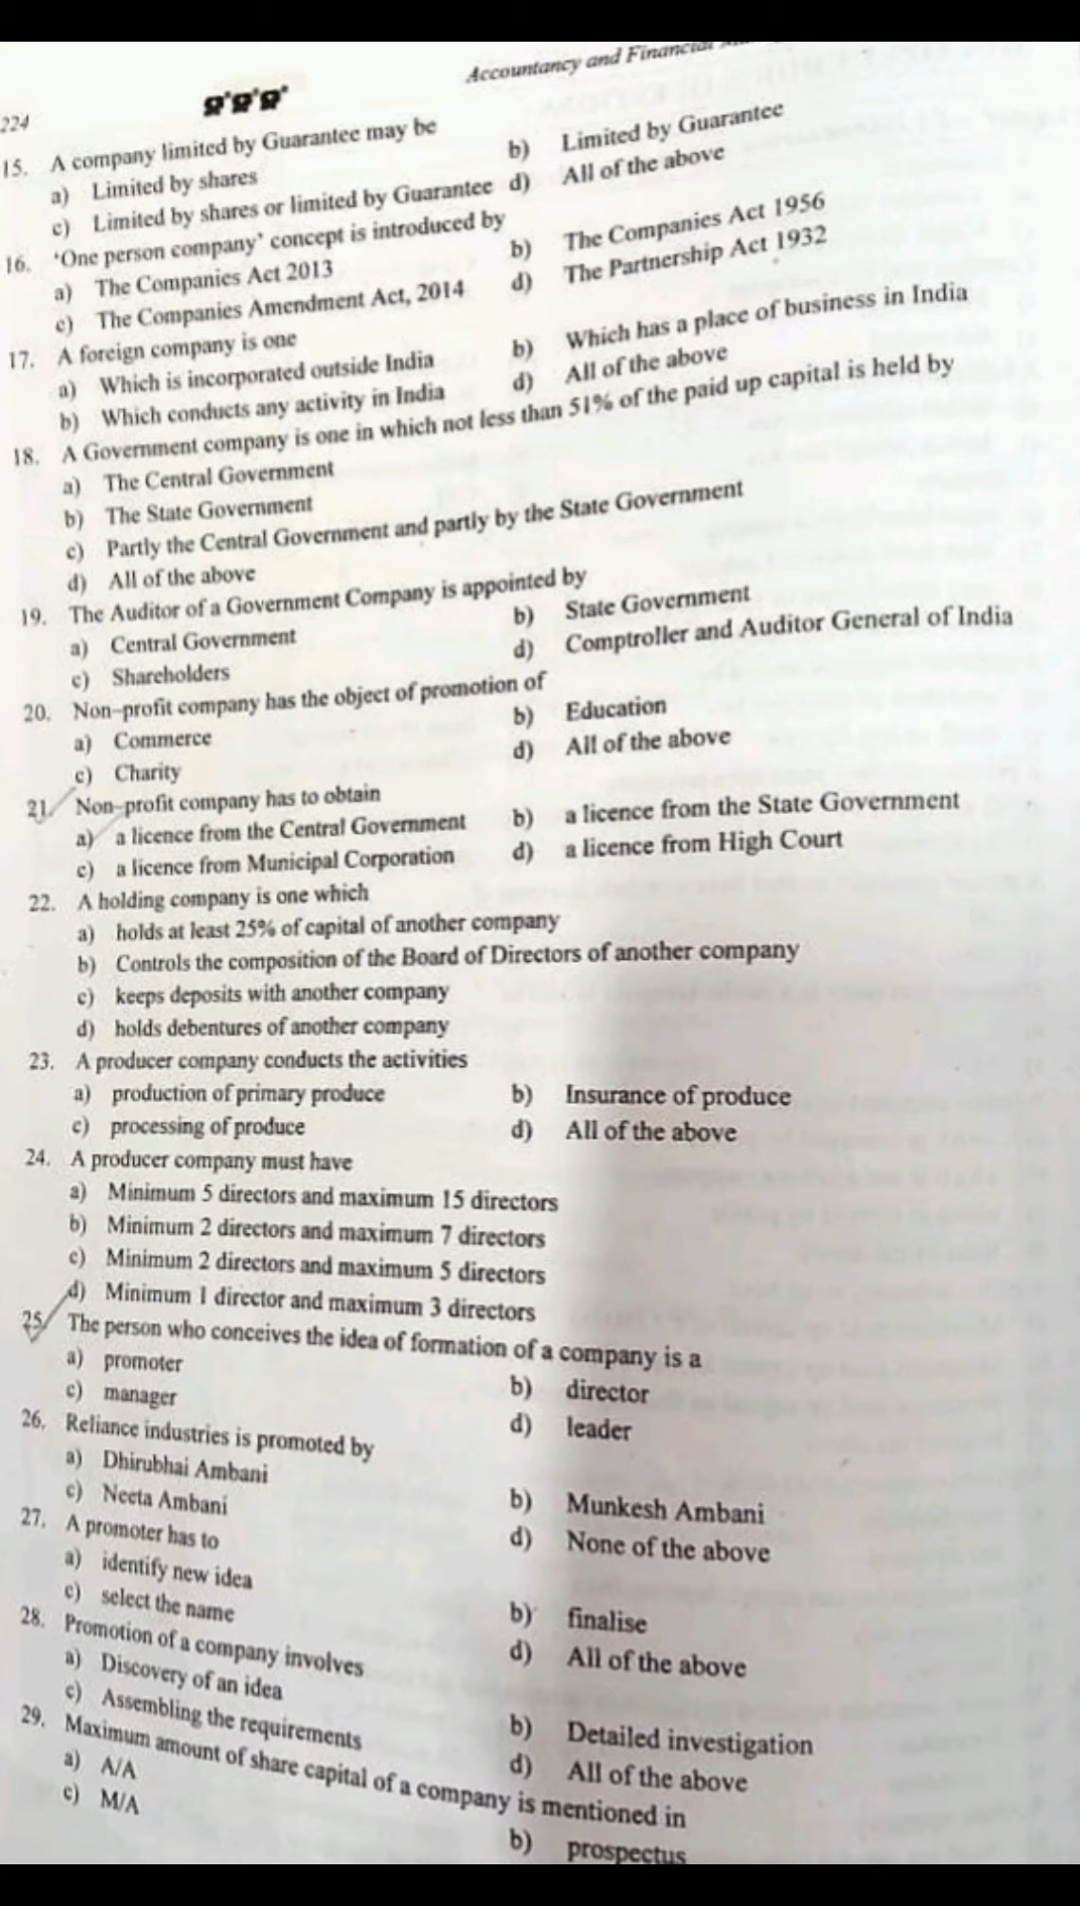 Accountancy and Financial
224
15. A company limited by Guarantee may be
a) Limited by shares
b) Limited by Guarantee
c) Limited by shares or limited by Guarantee
d) All of the above
16. 'One person company' concept is introduced by
a) The Companies Act 2013
b) The Companies Act 1956
c) The Companies Amendment Act, 2014
d) The Partnership Act 1932
17. A foreign company is one
a) Which is incorporated outside India
b) Which has a place of business in India
b) Which conducts any activity in India
d) All of the above
18. A Government company is one in which not less than 51% of the paid up capital is held by
a) The Central Government
b) The State Government
c) Partly the Central Government and partly by the State Government
d) All of the above
19. The Auditor of a Government Company is appointed by
a) Central Government
b) State Government
c) Shareholders
d) Comptroller and Auditor General of India
20. Non-profit company has the object of promotion of
a) Commerce
b) Education
c) Charity
d) All of the above
21. Non-profit company has to obtain
a) a licence from the Central Government
b) a licence from the State Government
c) a licence from Municipal Corporation
d) a licence from High Court
22. A holding company is one which
a) holds at least 25% of capital of another company
b) Controls the composition of the Board of Directors of another company
c) keeps deposits with another company
d) holds debentures of another company
23. A producer company conducts the activities
a) production of primary produce
b) Insurance of produce
c) processing of produce
d) All of the above
24. A producer company must have
a) Minimum 5 directors and maximum 15 directors
b) Minimum 2 directors and maximum 7 directors
c) Minimum 2 directors and maximum 5 directors
d) Minimum 1 director and maximum 3 directors
25. The person who conceives the idea of formation of a company is a
a) promoter
b) director
c) manager
d) leader
26. Reliance industries is promoted by
a) Dhirubhai Ambani
b) Munkesh Ambani
c) Neeta Ambani
d) None of the above
27. A promoter has to
a) identify new idea
b) finalise
c) select the name
d) All of the above
28. Promotion of a company involves
a) Discovery of an idea
b) Detailed investigation
c) Assembling the requirements
d) All of the above
29. Maximum amount of share capital of a company is mentioned in
a) A/A
b) prospectus
c) M/A